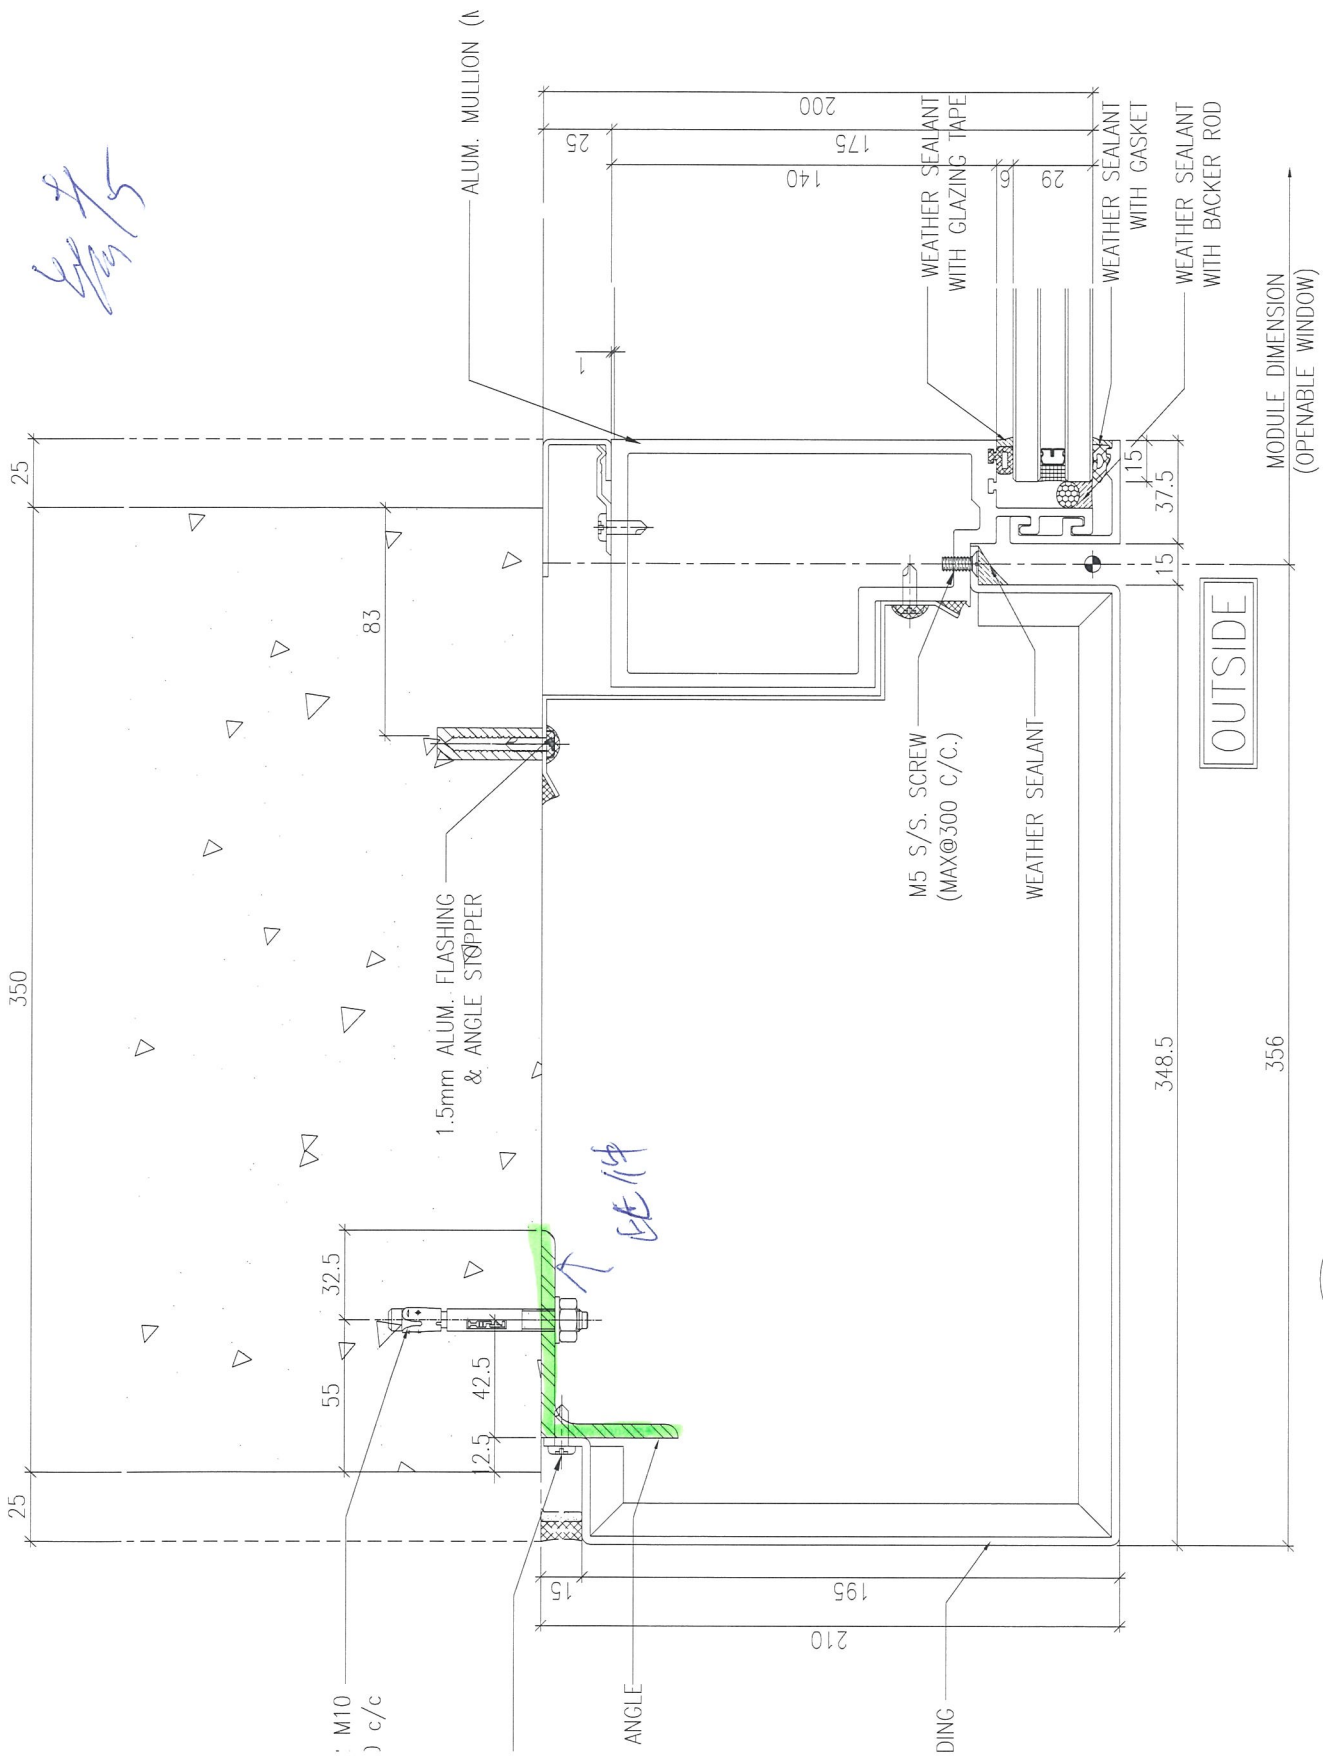 ALUM. MULLION (
25
350
25
83
200
25
175
140
6
29
1
WEATHER SEALANT
WITH GLAZING TAPE
WEATHER SEALANT
WITH GASKET
WEATHER SEALANT
WITH BACKER ROD
MODULE DIMENSION
(OPENABLE WINDOW)
15
37.5
15
OUTSIDE
1.5mm ALUM. FLASHING
& ANGLE STOPPER
M5 S/S. SCREW
(MAX@300 C/C.)
WEATHER SEALANT
348.5
356
32.5
55
42.5
12.5
铁件
15
195
210
M10
c/c
ANGLE
DING